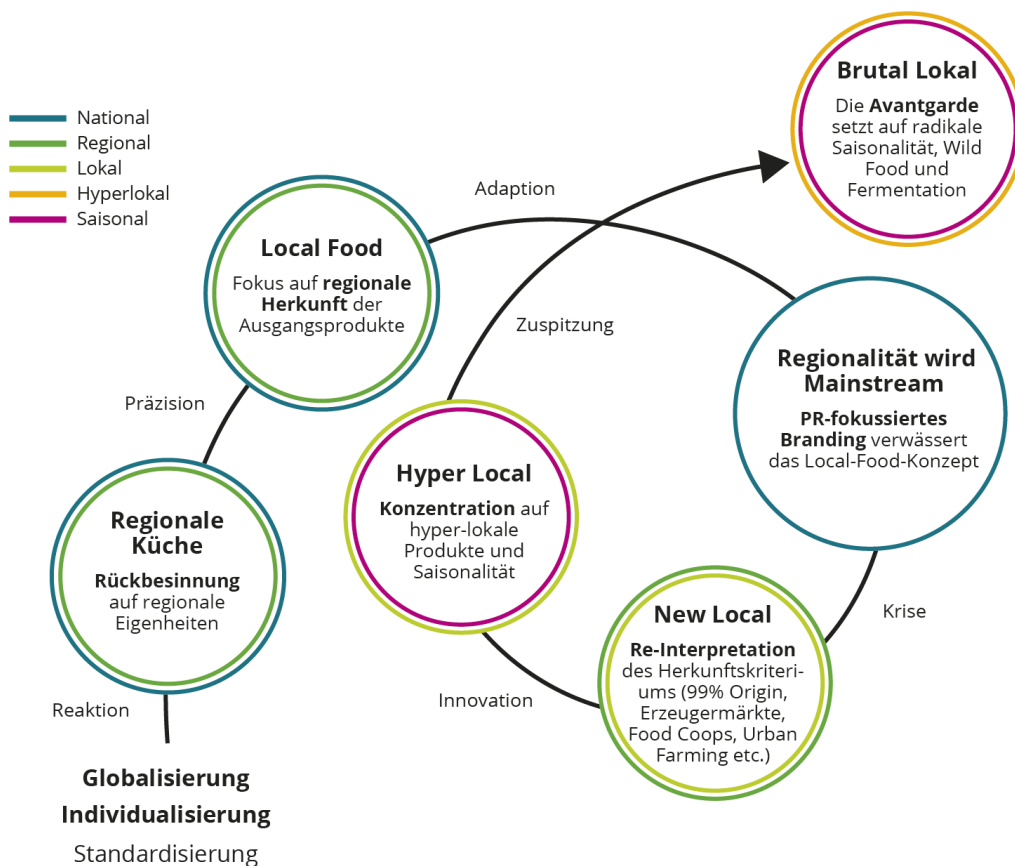 National
Regional
Lokal
Hyperlokal
Saisonal
Brutal Lokal
Die Avantgarde
setzt auf radikale
Saisonalität, Wild
Food und
Fermentation
Adaption
Local Food
Fokus auf regionale
Herkunft der
Ausgangsprodukte
Zuspitzung
Regionalität wird
Mainstream
PR-fokussiertes
Branding verwässert
das Local-Food-Konzept
Präzision
Hyper Local
Konzentration auf
hyper-lokale
Produkte und
Saisonalität
Regionale
Küche
Rückbesinnung
auf regionale
Eigenheiten
New Local
Re-Interpretation
des Herkunftskriteri-
ums (99% Origin,
Erzeugermärkte,
Food Coops, Urban
Farming etc.)
Krise
Innovation
Reaktion
Globalisierung
Individualisierung
Standardisierung